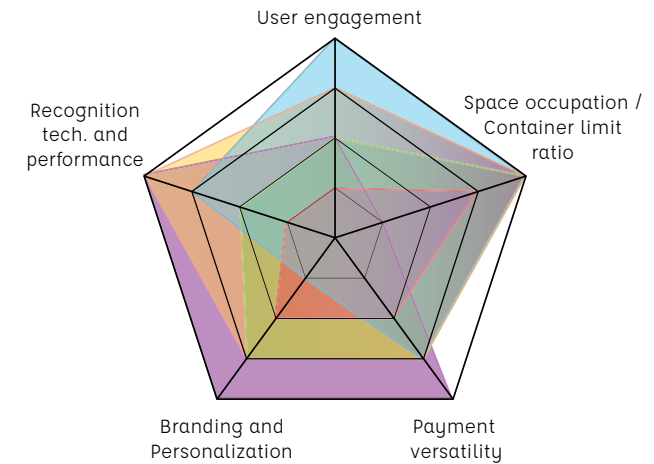 User engagement
Space occupation /
Container limit
ratio
Recognition
tech. and
performance
Branding and
Personalization
Payment
versatility